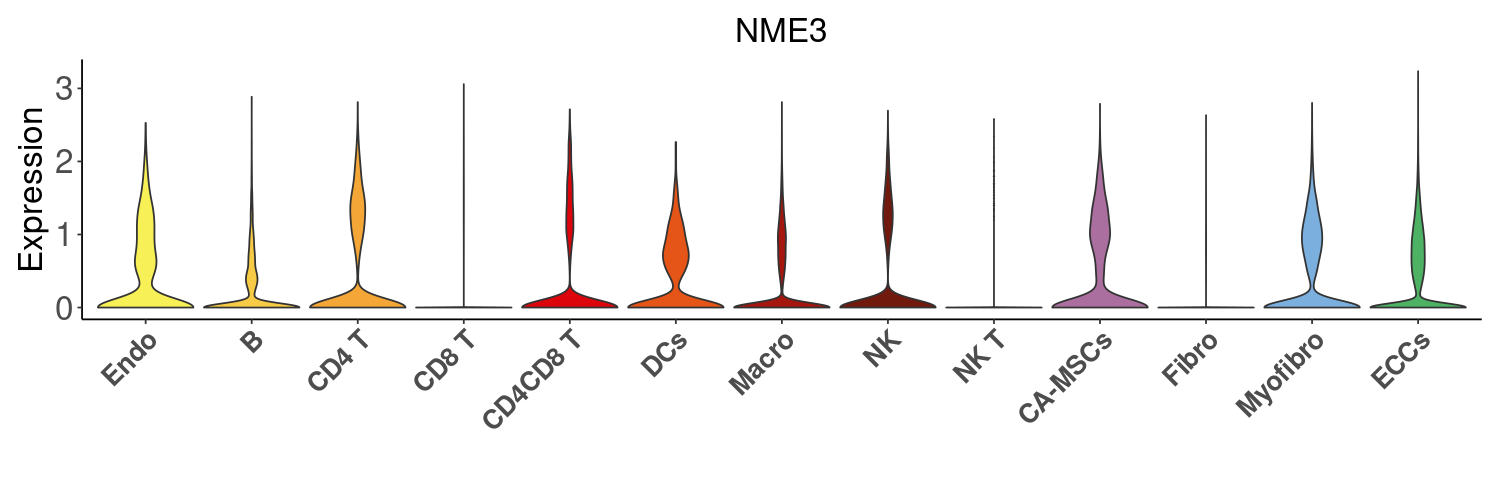 NME3
Expression
3
2
1
0
Endo
B
CD4 T
CD8 T
CD4CD8 T
DCs
Macro
NK
NK T
CA-MSCs
Fibro
Myofibro
ECCs